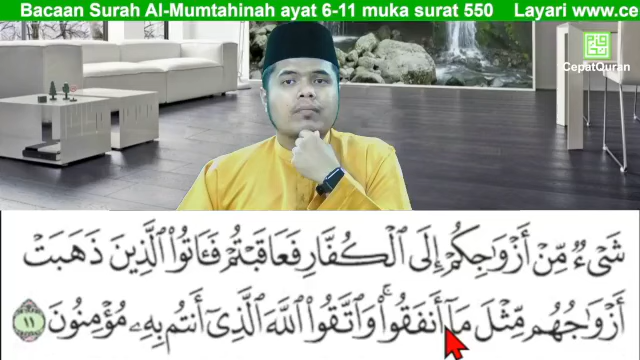 Bacaan Surah Al-Mumtahinah ayat 6-11 muka surat 550 Layari www.ce
CepatQuran
شَىْءٌ مِّنْ أَزْوَٰجِكُمْ إِلَى ٱلْكُفَّارِ فَعَاقَبْتُمْ فَـَٔاتُوا۟ ٱلَّذِينَ ذَهَبَتْ
أَزْوَٰجُهُم مِّثْلَ مَآ أَنفَقُوا۟ ۚ وَٱتَّقُوا۟ ٱللَّهَ ٱلَّذِىٓ أَنتُم بِهِۦ مُؤْمِنُونَ ١١